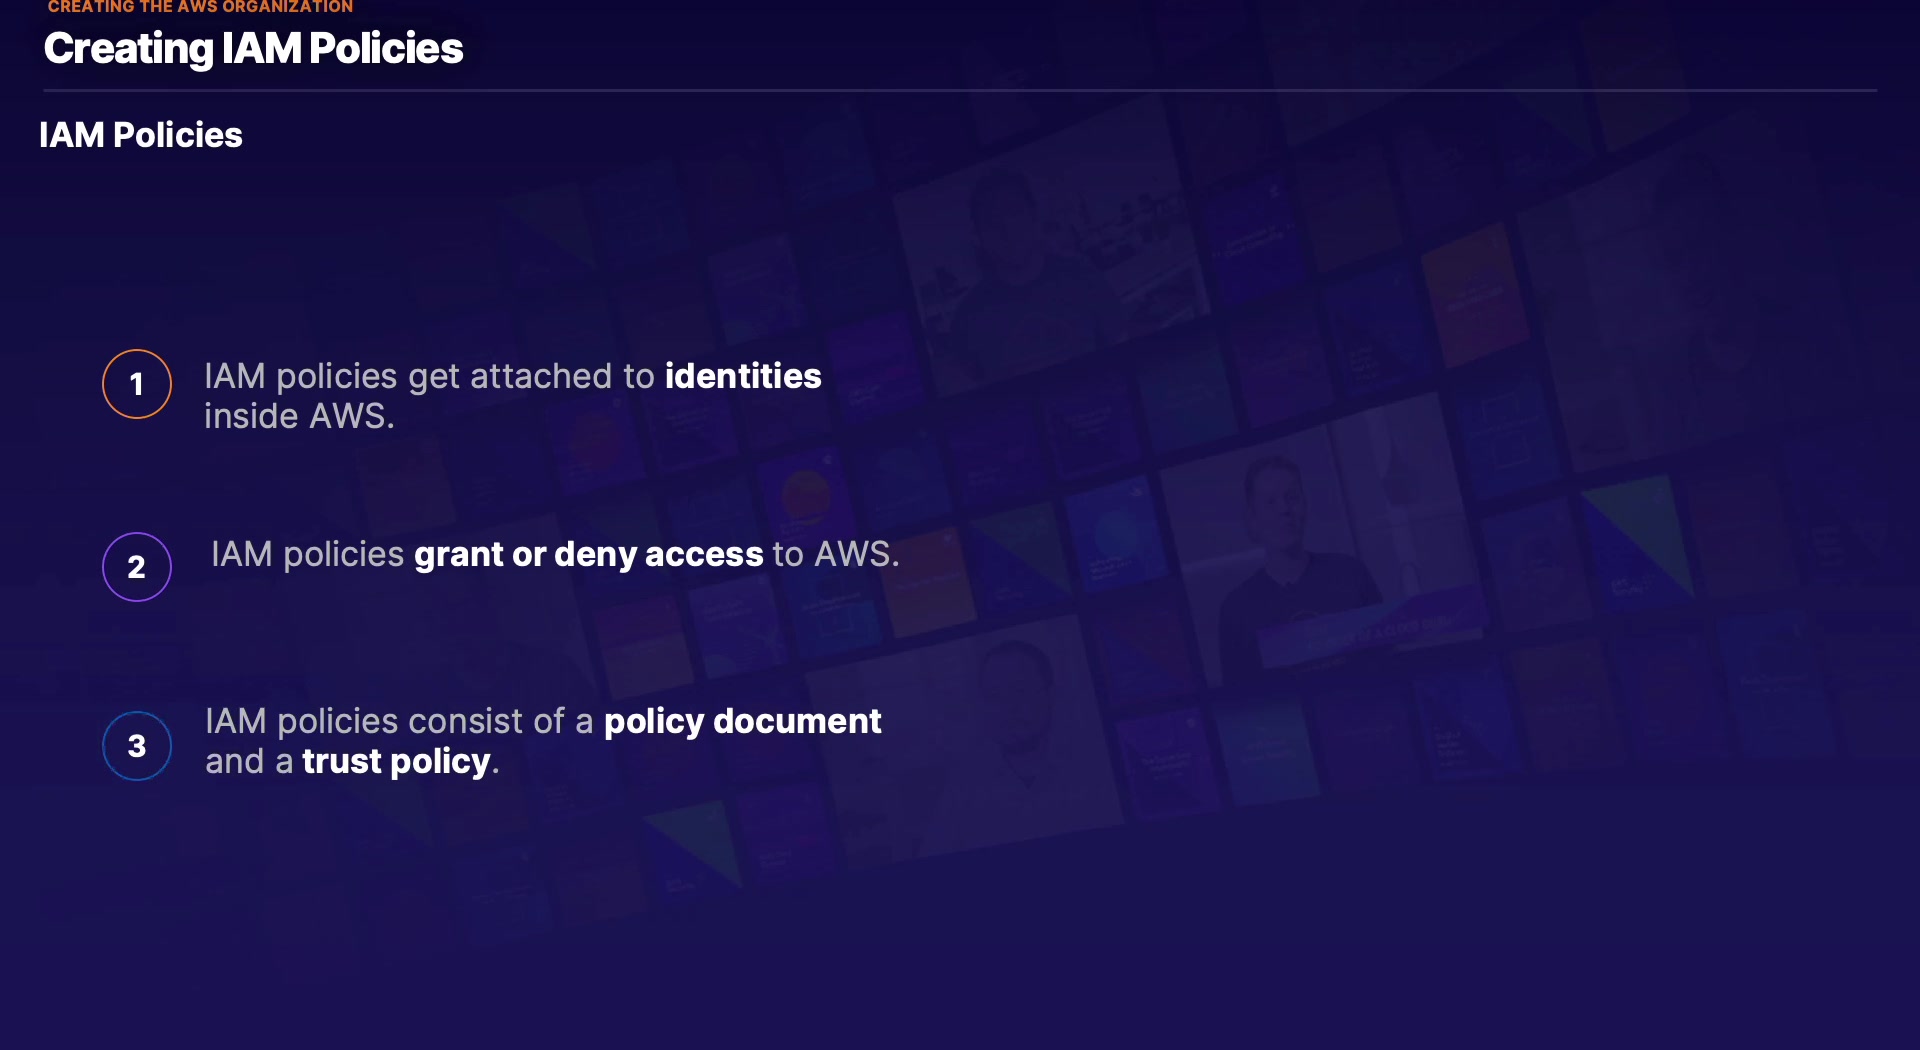 CREATING THE AWS ORGANIZATION
Creating IAM Policies
IAM Policies
1
IAM policies get attached to identities
inside AWS.
2
IAM policies grant or deny access to AWS.
3
IAM policies consist of a policy document
and a trust policy.